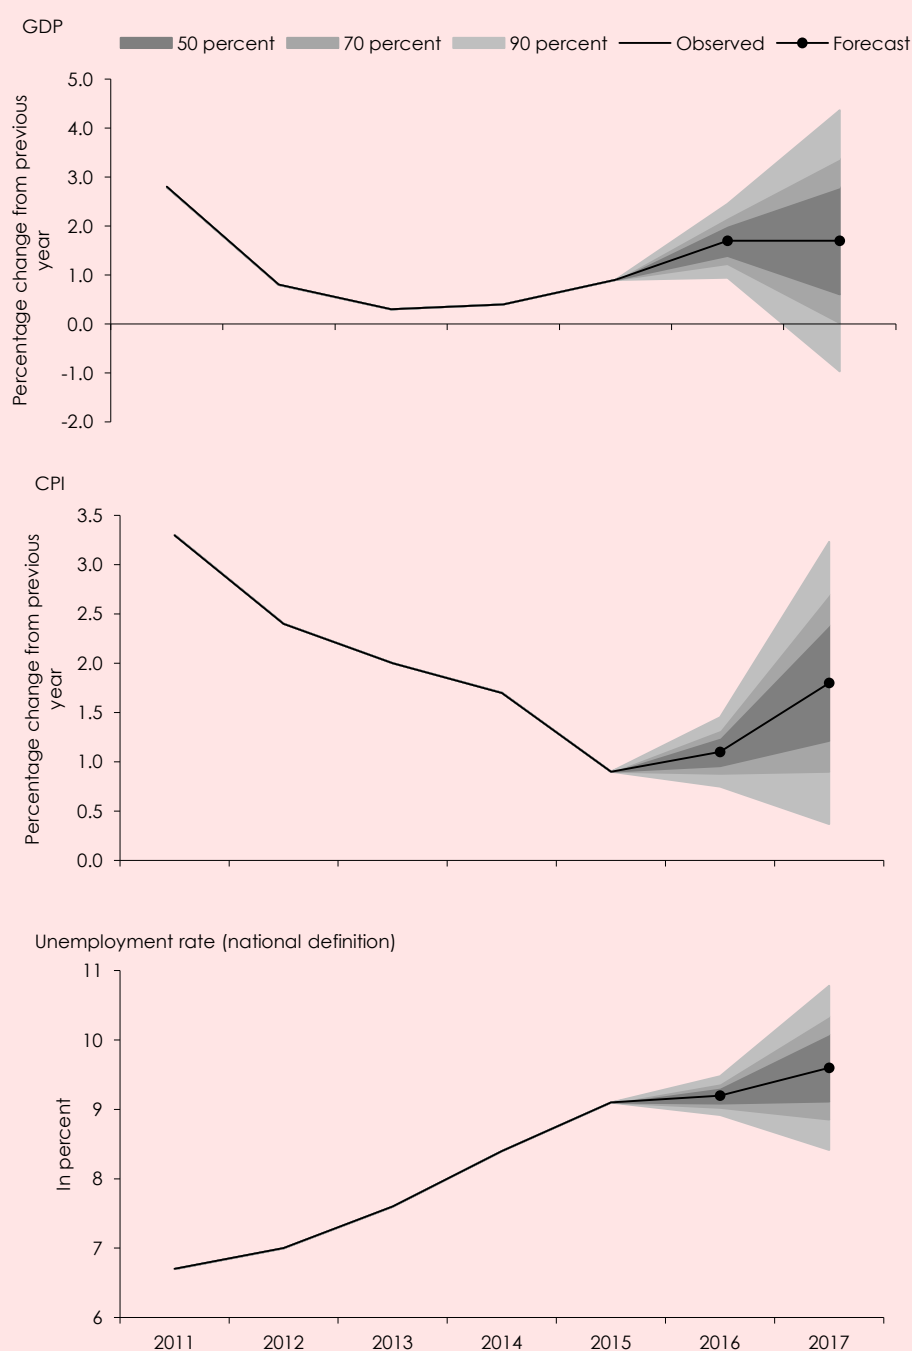 GDP
50 percent 70 percent 90 percent Observed Forecast
Percentage change from previous
year
5.0
4.0
3.0
2.0
1.0
0.0
-1.0
-2.0
CPI
Percentage change from previous
year
3.5
3.0
2.5
2.0
1.5
1.0
0.5
0.0
Unemployment rate (national definition)
In percent
11
10
9
8
7
6
2011 2012 2013 2014 2015 2016 2017